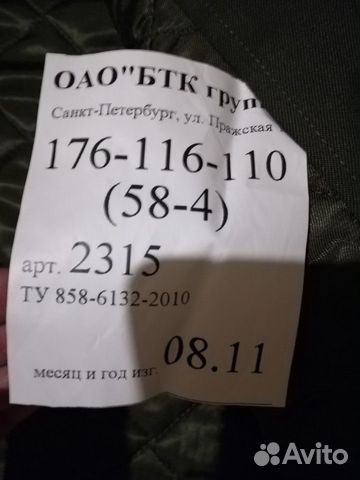 ОАО"БТК груп
Санкт-Петербург, ул. Пражская
176-116-110
(58-4)
арт. 2315
ТУ 858-6132-2010
месяц и год изг. 08.11
Avito